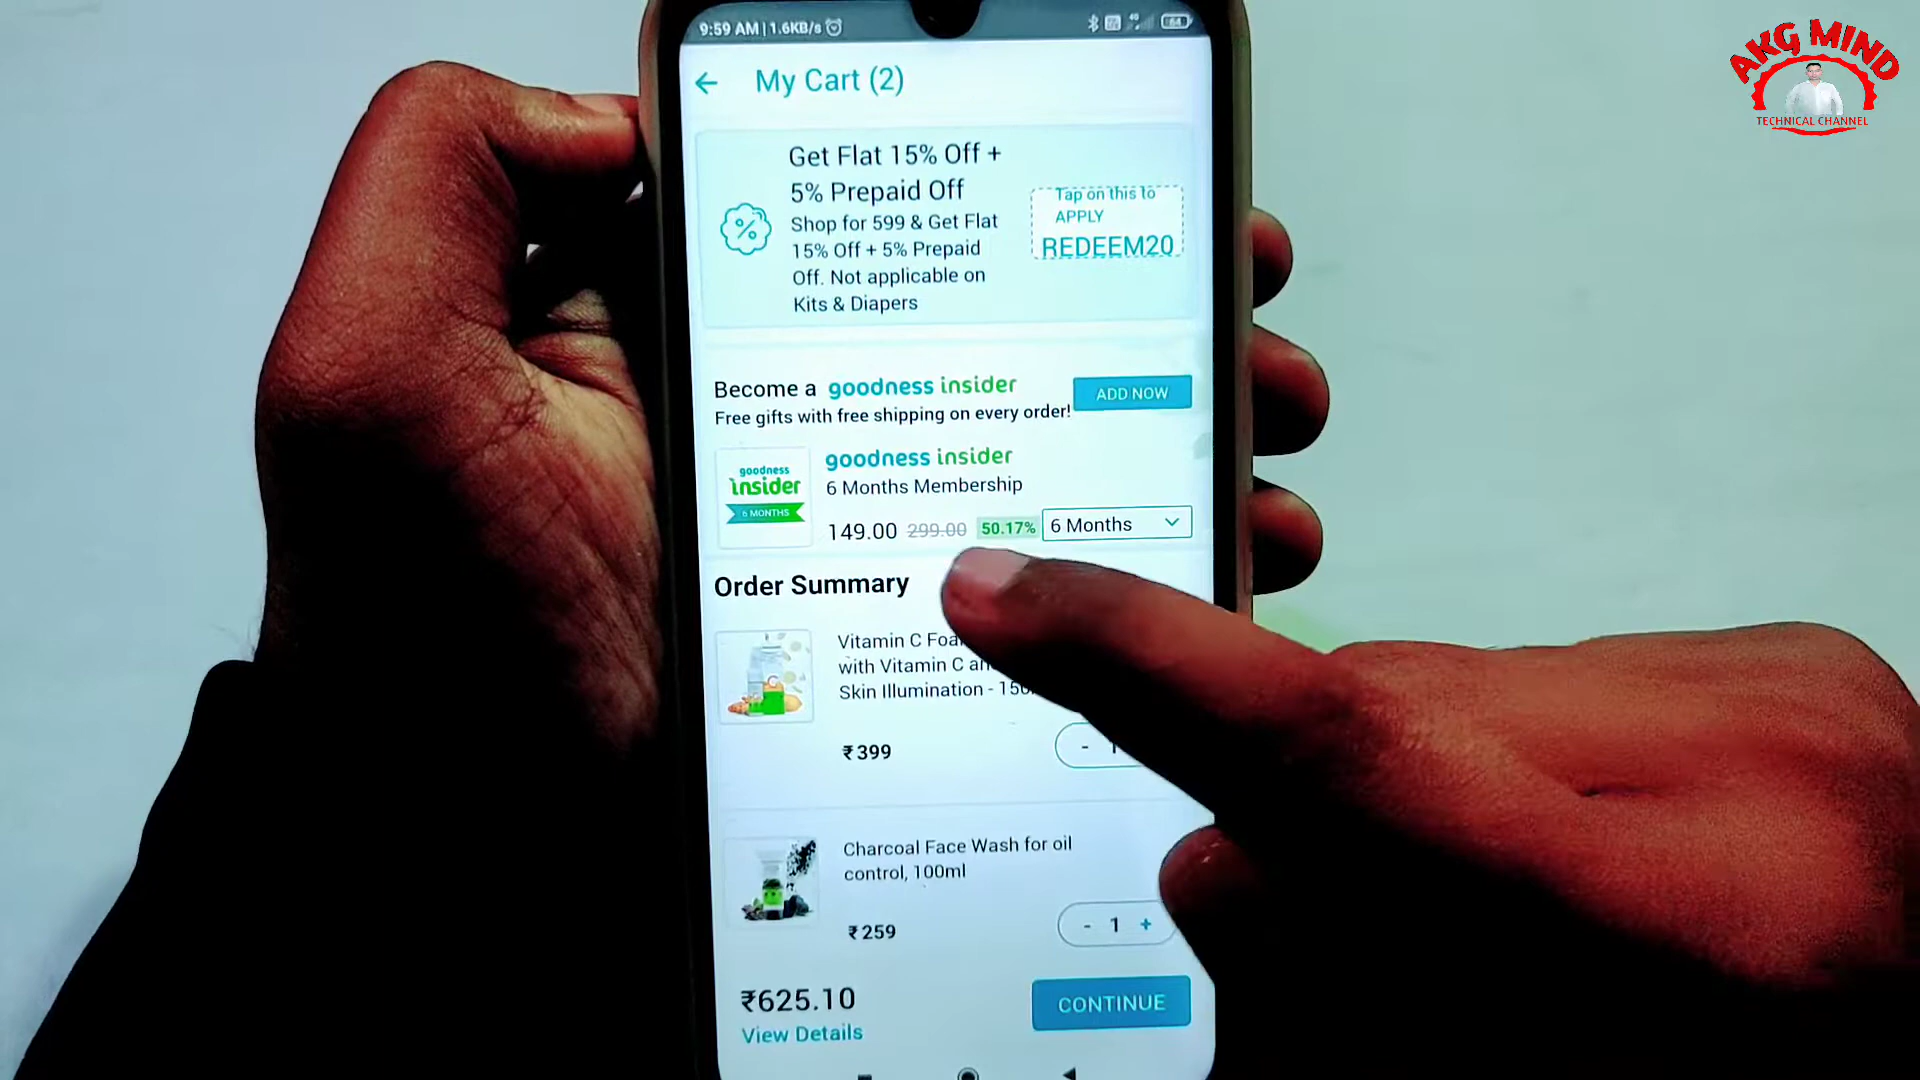 9:59 AM | 1.6KB/s
4G
64
My Cart (2)
Get Flat 15% Off +
5% Prepaid Off
Shop for 599 & Get Flat
15% Off + 5% Prepaid
Off. Not applicable on
Kits & Diapers
Tap on this to
APPLY
REDEEM20
Become a goodness insider
Free gifts with free shipping on every order!
ADD NOW
goodness
insider
6 MONTHS
goodness insider
6 Months Membership
149.00 299.00 50.17% 6 Months
Order Summary
Vitamin C
with Vitamin C
Skin Illumination -
₹399
- 1
Charcoal Face Wash for oil
control, 100ml
₹259
- 1 +
₹625.10
View Details
CONTINUE
AKG MIND
TECHNICAL CHANNEL